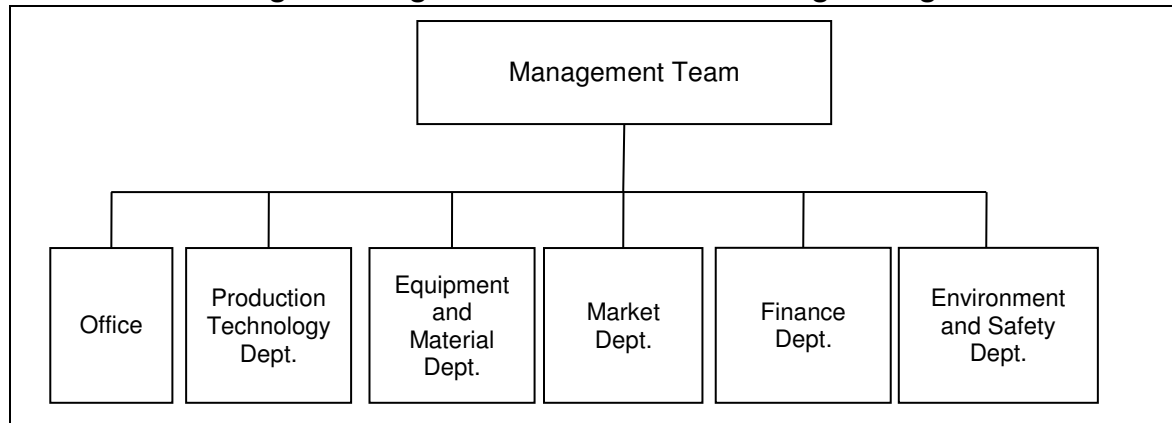 Management Team
Office
Production
Technology
Dept.
Equipment
and
Material
Dept.
Market
Dept.
Finance
Dept.
Environment
and Safety
Dept.